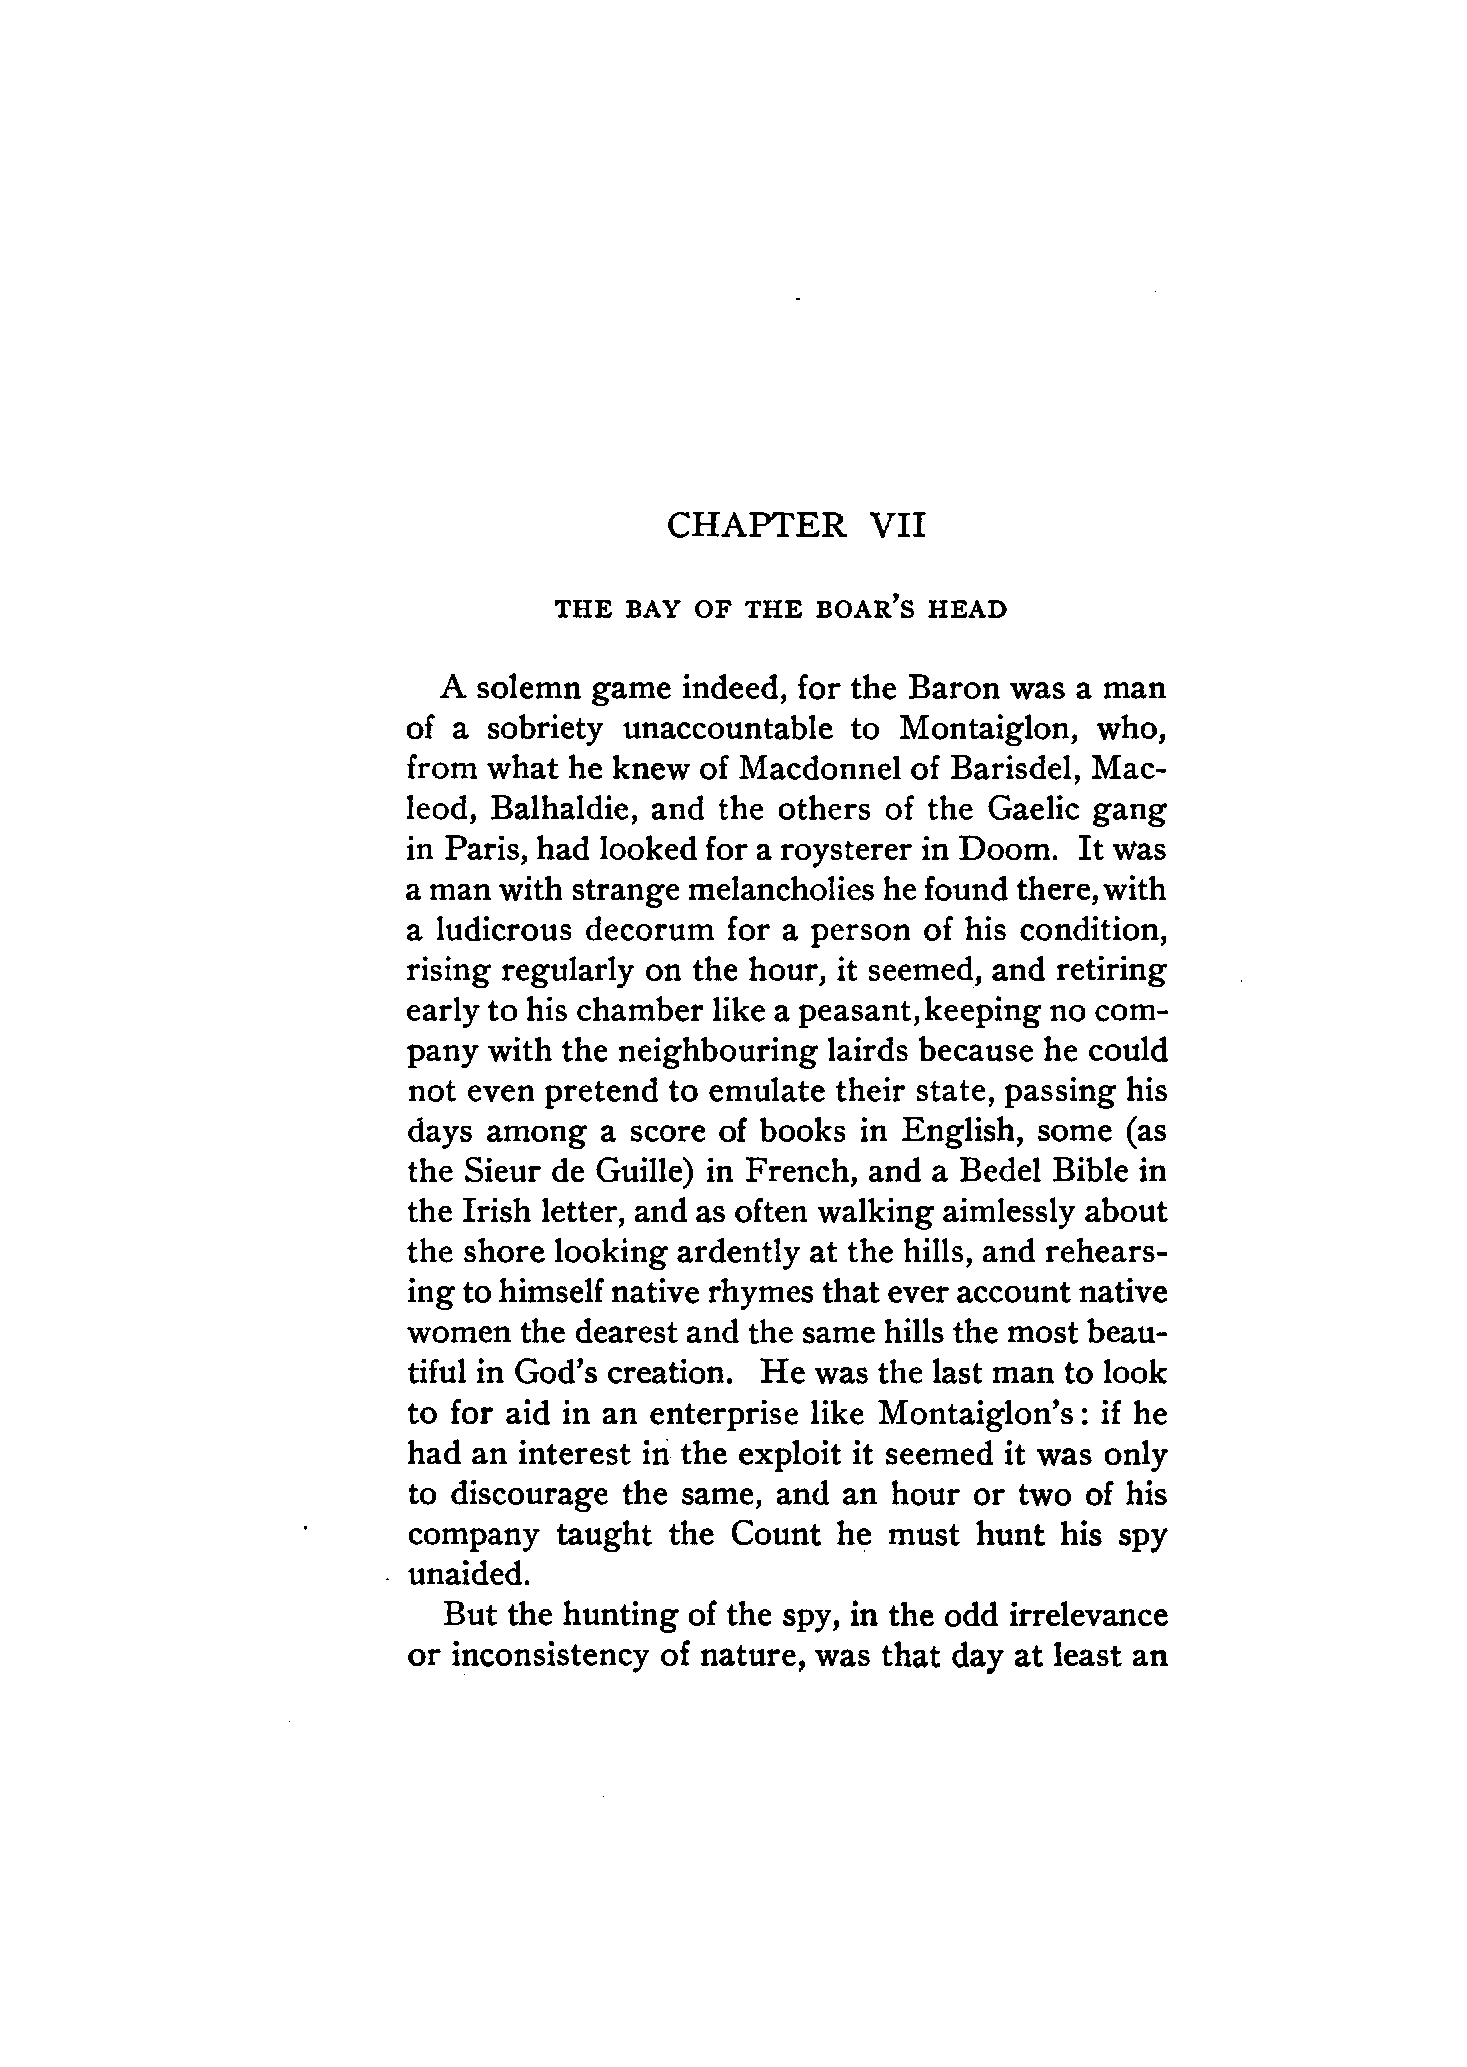 CHAPTER VII
THE BAY OF THE BOAR'S HEAD
A solemn game indeed, for the Baron was a man
of a sobriety unaccountable to Montaiglon, who,
from what he knew of Macdonnel of Barisdel, Mac-
leod, Balhaldie, and the others of the Gaelic gang
in Paris, had looked for a roysterer in Doom. It was
a man with strange melancholies he found there, with
a ludicrous decorum for a person of his condition,
rising regularly on the hour, it seemed, and retiring
early to his chamber like a peasant, keeping no com-
pany with the neighbouring lairds because he could
not even pretend to emulate their state, passing his
days among a score of books in English, some (as
the Sieur de Guille) in French, and a Bedel Bible in
the Irish letter, and as often walking aimlessly about
the shore looking ardently at the hills, and rehears-
ing to himself native rhymes that ever account native
women the dearest and the same hills the most beau-
tiful in God's creation. He was the last man to look
to for aid in an enterprise like Montaiglon's: if he
had an interest in the exploit it seemed it was only
to discourage the same, and an hour or two of his
company taught the Count he must hunt his spy
unaided.
But the hunting of the spy, in the odd irrelevance
or inconsistency of nature, was that day at least an